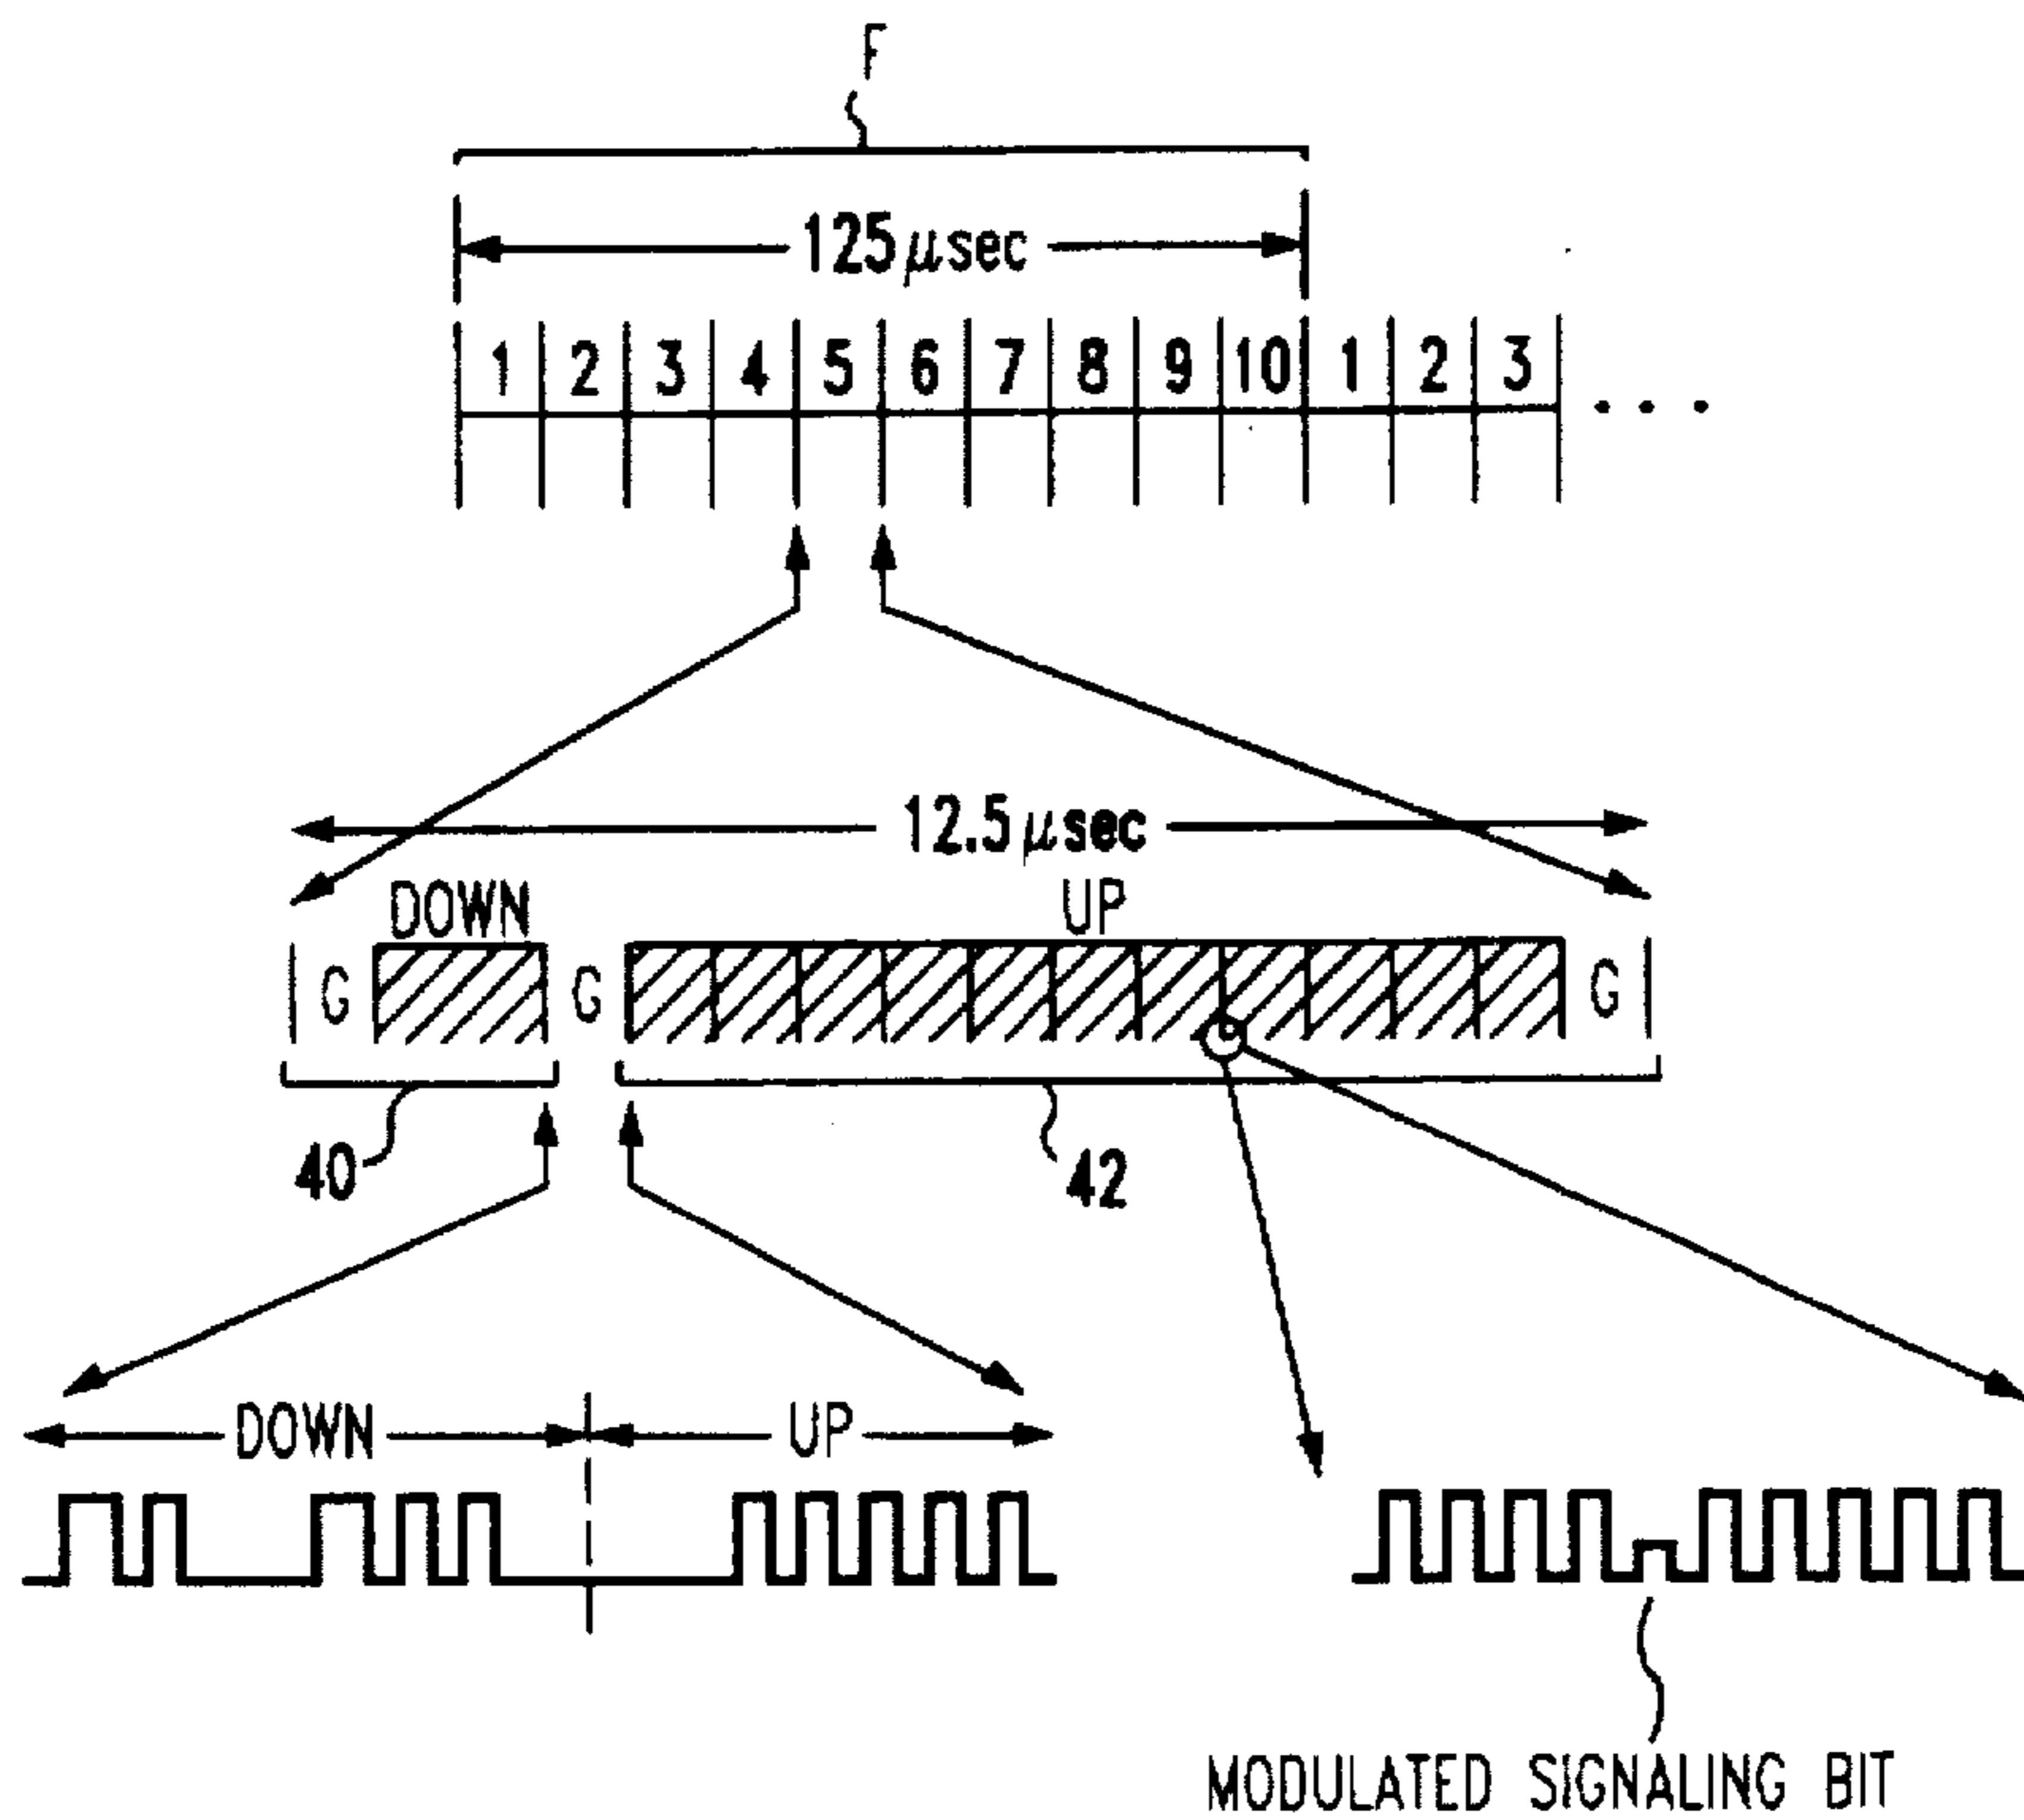 F
125μsec
1 2 3 4 5 6 7 8 9 10 1 2 3 ...
12.5μsec
DOWN UP
G G G
40 42
DOWN UP
MODULATED SIGNALING BIT